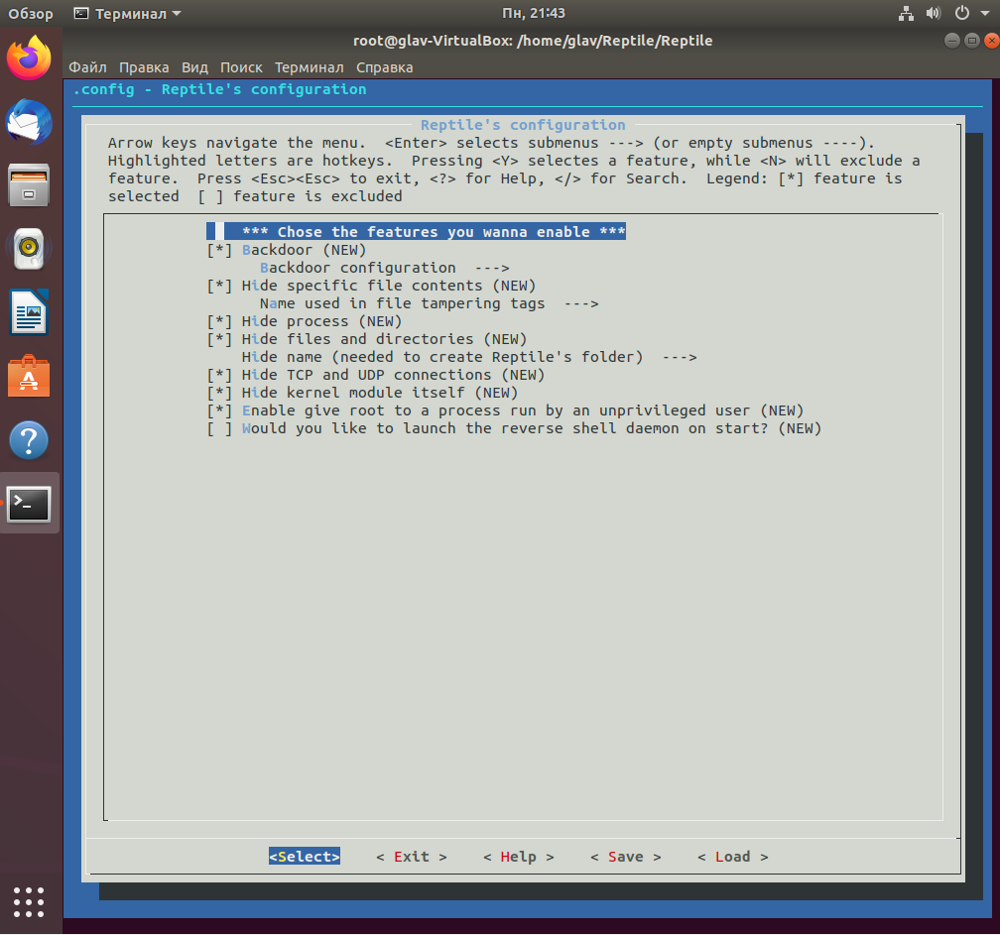 Обзор Терминал Пн, 21:43
root@glav-VirtualBox: /home/glav/Reptile/Reptile
Файл Правка Вид Поиск Терминал Справка
.config - Reptile's configuration
Reptile's configuration
Arrow keys navigate the menu.  <Enter> selects submenus ---> (or empty submenus ----).
Highlighted letters are hotkeys.  Pressing <Y> selectes a feature, while <N> will exclude a
feature.  Press <Esc><Esc> to exit, <?> for Help, </> for Search.  Legend: [*] feature is
selected  [ ] feature is excluded
*** Chose the features you wanna enable ***
[*] Backdoor (NEW)
Backdoor configuration  --->
[*] Hide specific file contents (NEW)
Name used in file tampering tags  --->
[*] Hide process (NEW)
[*] Hide files and directories (NEW)
Hide name (needed to create Reptile's folder)  --->
[*] Hide TCP and UDP connections (NEW)
[*] Hide kernel module itself (NEW)
[*] Enable give root to a process run by an unprivileged user (NEW)
[ ] Would you like to launch the reverse shell daemon on start? (NEW)
<Select> < Exit > < Help > < Save > < Load >